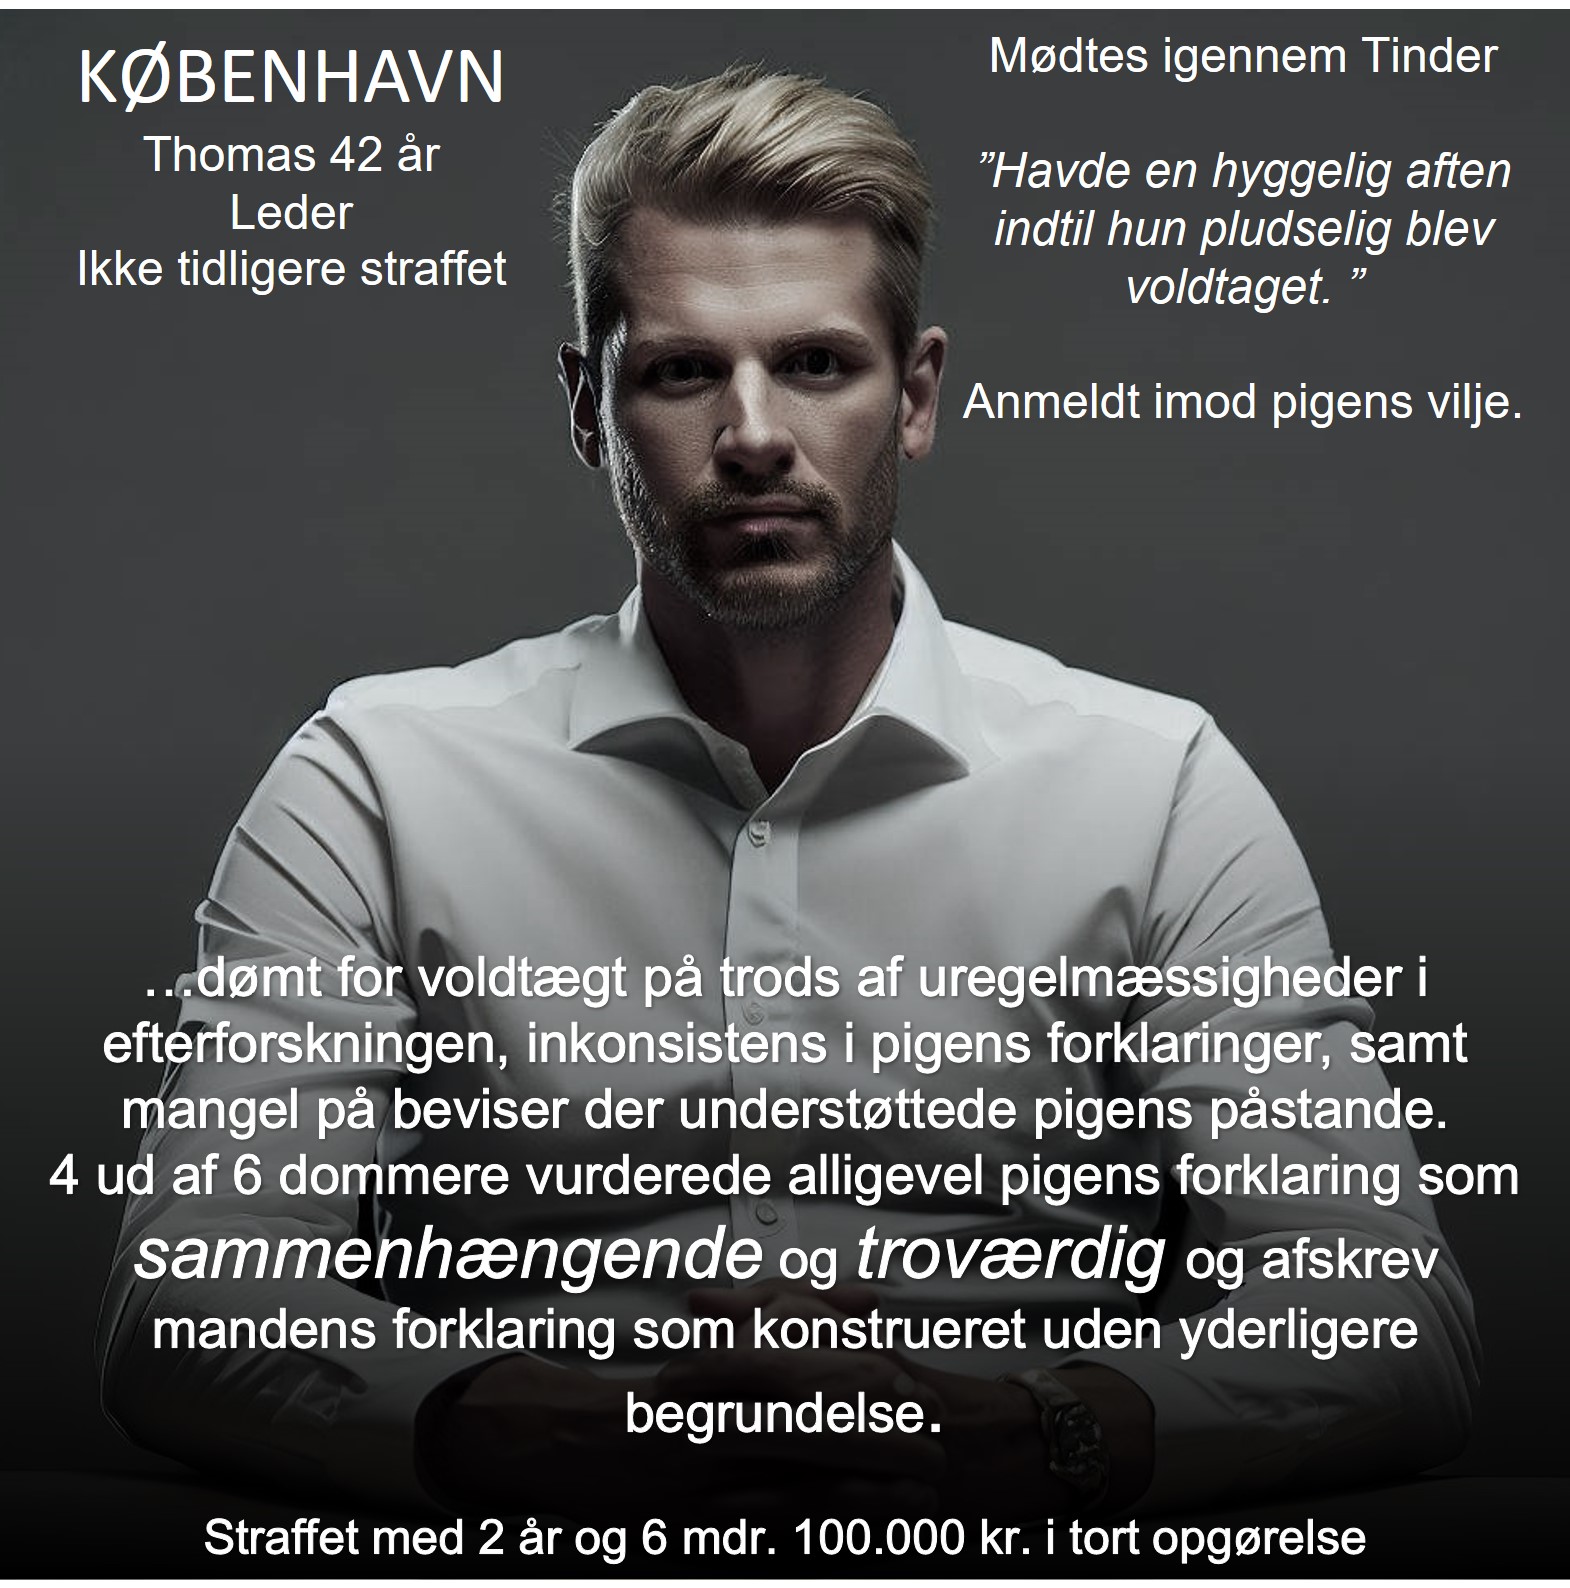 KØBENHAVN
Thomas 42 år
Leder
Ikke tidligere straffet
Mødtes igennem Tinder
”Havde en hyggelig aften
indtil hun pludselig blev
voldtaget. ”
Anmeldt imod pigens vilje.
...dømt for voldtægt på trods af uregelmæssigheder i
efterforskningen, inkonsistens i pigens forklaringer, samt
mangel på beviser der understøttede pigens påstande.
4 ud af 6 dommere vurderede alligevel pigens forklaring som
sammenhængende og troværdig og afskrev
mandens forklaring som konstrueret uden yderligere
begrundelse.
Straffet med 2 år og 6 mdr. 100.000 kr. i tort opgørelse